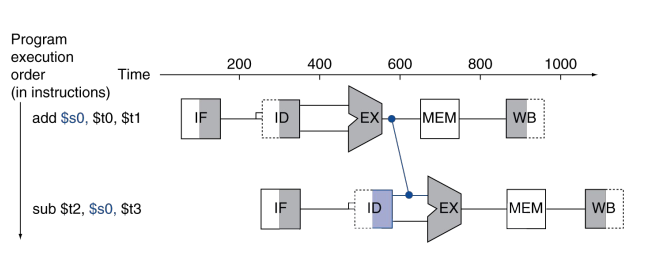 Program
execution
order
(in instructions)
Time
200 400 600 800 1000
add $s0, $t0, $t1
IF ID EX MEM WB
sub $t2, $s0, $t3
IF ID EX MEM WB